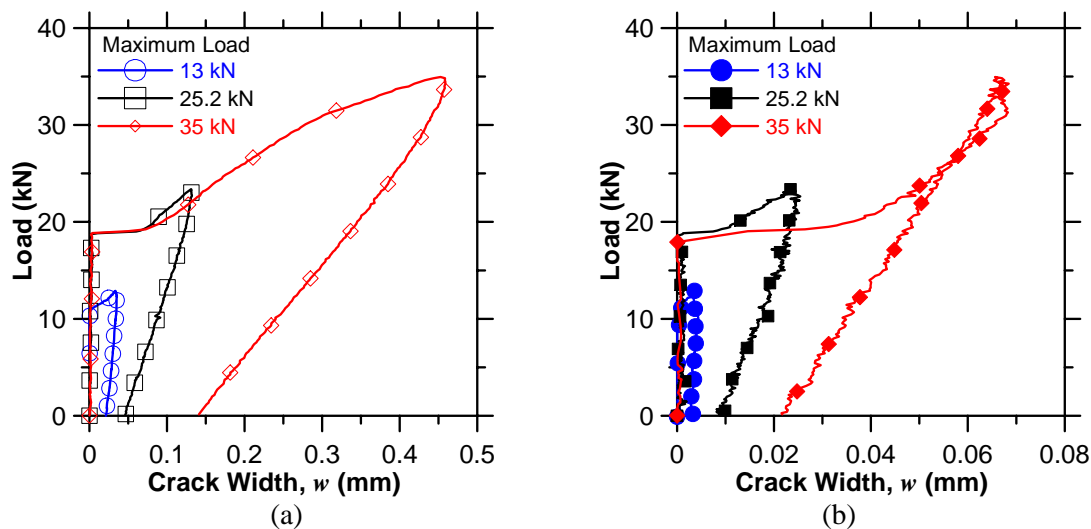 Maximum Load
13 kN
25.2 kN
35 kN
40
30
20
10
0
Load (kN)
0 0.1 0.2 0.3 0.4 0.5
Crack Width, w (mm)
(a)
Maximum Load
13 kN
25.2 kN
35 kN
40
30
20
10
0
Load (kN)
0 0.02 0.04 0.06 0.08
Crack Width, w (mm)
(b)